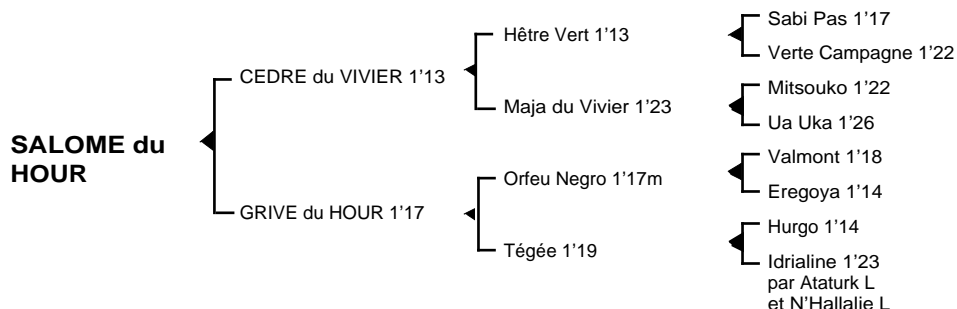 SALOME du
HOUR
CEDRE du VIVIER 1’13
GRIVE du HOUR 1’17
Hêtre Vert 1’13
Maja du Vivier 1’23
Orfeu Negro 1’17m
Tégée 1’19
Sabi Pas 1’17
Verte Campagne 1’22
Mitsouko 1’22
Ua Uka 1’26
Valmont 1’18
Eregoya 1’14
Hurgo 1’14
Idrialine 1’23
par Ataturk L
et N’Hallalie L